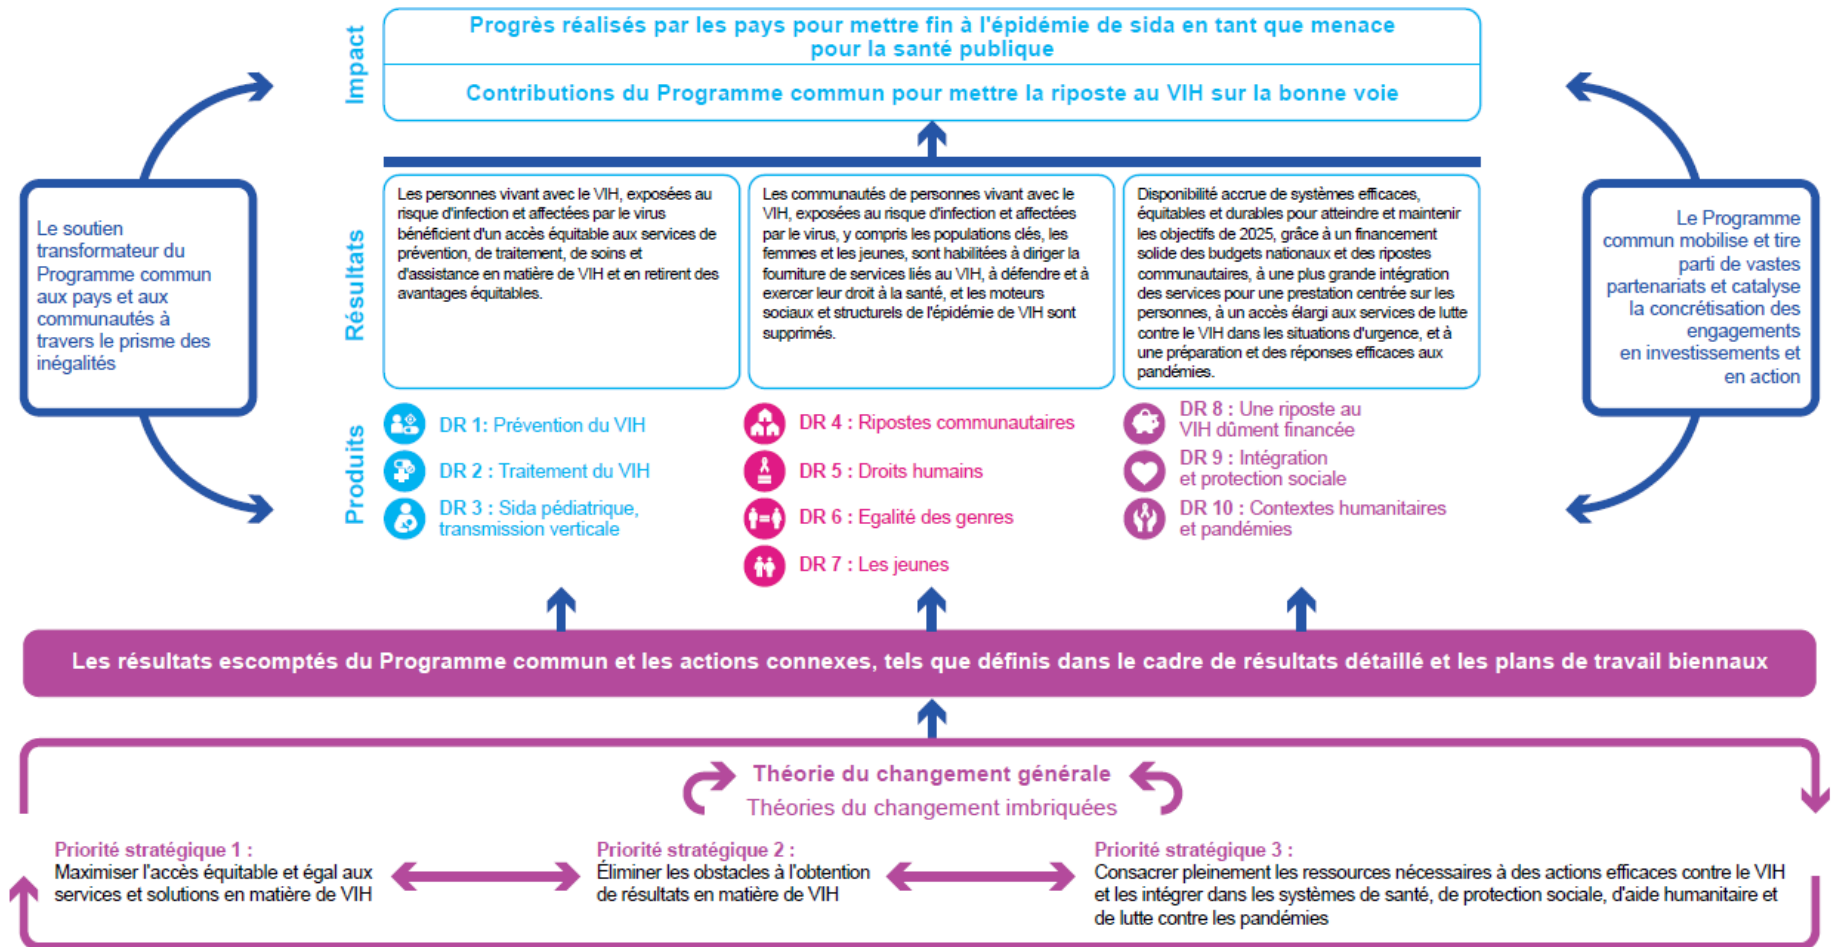 Impact
Progrès réalisés par les pays pour mettre fin à l'épidémie de sida en tant que menace
pour la santé publique
Contributions du Programme commun pour mettre la riposte au VIH sur la bonne voie
Le soutien
transformateur du
Programme commun
aux pays et aux
communautés à
travers le prisme des
inégalités
Résultats
Les personnes vivant avec le VIH, exposées au
risque d'infection et affectées par le virus
bénéficient d'un accès équitable aux services de
prévention, de traitement, de soins et
d'assistance en matière de VIH et en retirent des
avantages équitables.
Les communautés de personnes vivant avec le
VIH, exposées au risque d'infection et affectées
par le virus, y compris les populations clés, les
femmes et les jeunes, sont habilitées à diriger la
fourniture de services liés au VIH, à défendre et à
exercer leur droit à la santé, et les moteurs
sociaux et structurels de l'épidémie de VIH sont
supprimés.
Disponibilité accrue de systèmes efficaces,
équitables et durables pour atteindre et maintenir
les objectifs de 2025, grâce à un financement
solide des budgets nationaux et des ripostes
communautaires, à une plus grande intégration
des services pour une prestation centrée sur les
personnes, à un accès élargi aux services de lutte
contre le VIH dans les situations d'urgence, et à
une préparation et des réponses efficaces aux
pandémies.
Le Programme
commun mobilise et tire
parti de vastes
partenariats et catalyse
la concrétisation des
engagements
en investissements et
en action
Produits
DR 1: Prévention du VIH
DR 2 : Traitement du VIH
DR 3 : Sida pédiatrique,
transmission verticale
DR 4 : Ripostes communautaires
DR 5 : Droits humains
DR 6 : Egalité des genres
DR 7 : Les jeunes
DR 8 : Une riposte au
VIH dûment financée
DR 9 : Intégration
et protection sociale
DR 10 : Contextes humanitaires
et pandémies
Les résultats escomptés du Programme commun et les actions connexes, tels que définis dans le cadre de résultats détaillé et les plans de travail biennaux
Théorie du changement générale
Théories du changement imbriquées
Priorité stratégique 1 :
Maximiser l'accès équitable et égal aux
services et solutions en matière de VIH
Priorité stratégique 2 :
Éliminer les obstacles à l'obtention
de résultats en matière de VIH
Priorité stratégique 3 :
Consacrer pleinement les ressources nécessaires à des actions efficaces contre le VIH
et les intégrer dans les systèmes de santé, de protection sociale, d'aide humanitaire et
de lutte contre les pandémies